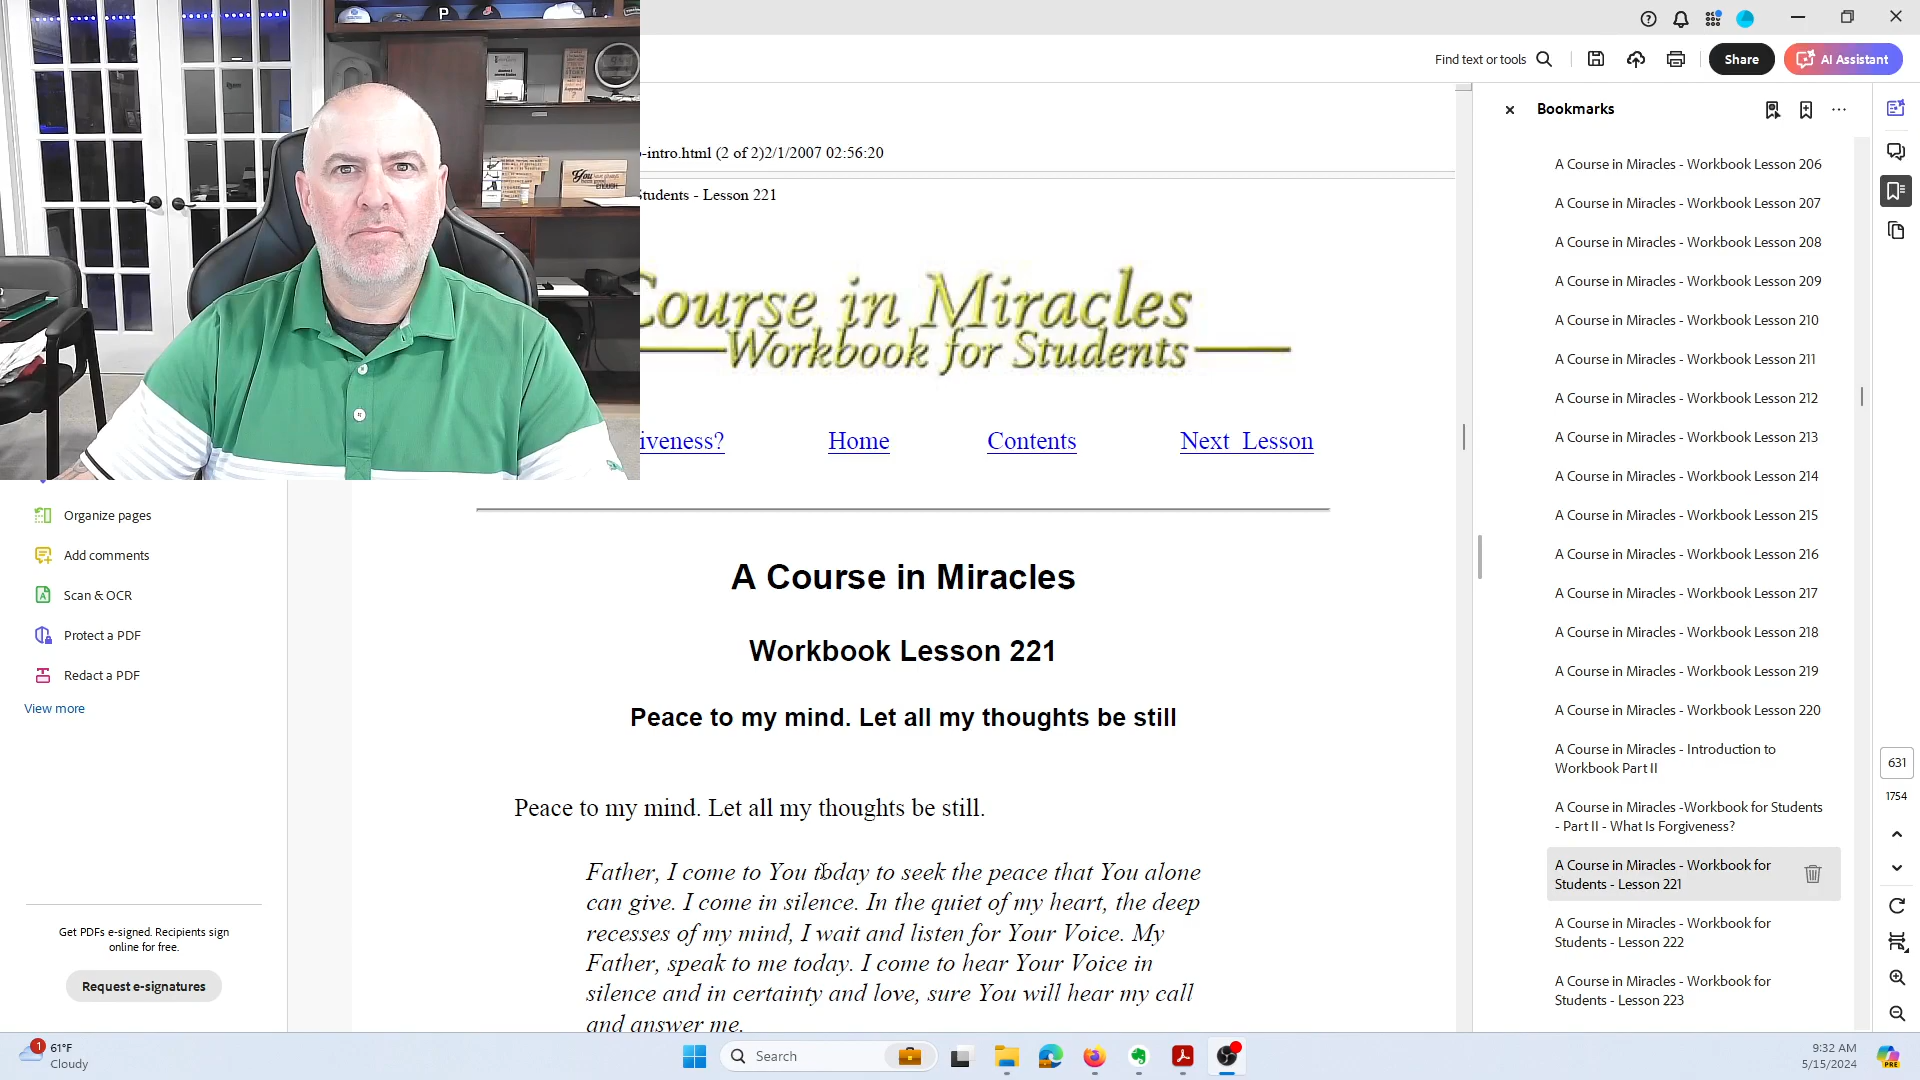 Find text or tools
Share
AI Assistant
-intro.html (2 of 2)2/1/2007 02:56:20
Students - Lesson 221
Course in Miracles
Workbook for Students
iveness?
Home
Contents
Next Lesson
A Course in Miracles
Workbook Lesson 221
Peace to my mind. Let all my thoughts be still
Peace to my mind. Let all my thoughts be still.
Father, I come to You today to seek the peace that You alone
can give. I come in silence. In the quiet of my heart, the deep
recesses of my mind, I wait and listen for Your Voice. My
Father, speak to me today. I come to hear Your Voice in
silence and in certainty and love, sure You will hear my call
and answer me.
Organize pages
Add comments
Scan & OCR
Protect a PDF
Redact a PDF
View more
Get PDFs e-signed. Recipients sign
online for free.
Request e-signatures
Bookmarks
A Course in Miracles - Workbook Lesson 206
A Course in Miracles - Workbook Lesson 207
A Course in Miracles - Workbook Lesson 208
A Course in Miracles - Workbook Lesson 209
A Course in Miracles - Workbook Lesson 210
A Course in Miracles - Workbook Lesson 211
A Course in Miracles - Workbook Lesson 212
A Course in Miracles - Workbook Lesson 213
A Course in Miracles - Workbook Lesson 214
A Course in Miracles - Workbook Lesson 215
A Course in Miracles - Workbook Lesson 216
A Course in Miracles - Workbook Lesson 217
A Course in Miracles - Workbook Lesson 218
A Course in Miracles - Workbook Lesson 219
A Course in Miracles - Workbook Lesson 220
A Course in Miracles - Introduction to
Workbook Part II
A Course in Miracles -Workbook for Students
- Part II - What Is Forgiveness?
A Course in Miracles - Workbook for
Students - Lesson 221
A Course in Miracles - Workbook for
Students - Lesson 222
A Course in Miracles - Workbook for
Students - Lesson 223
631
1754
P
You
ENOUGH
1
61°F
Cloudy
Search
PRE
9:32 AM
5/15/2024